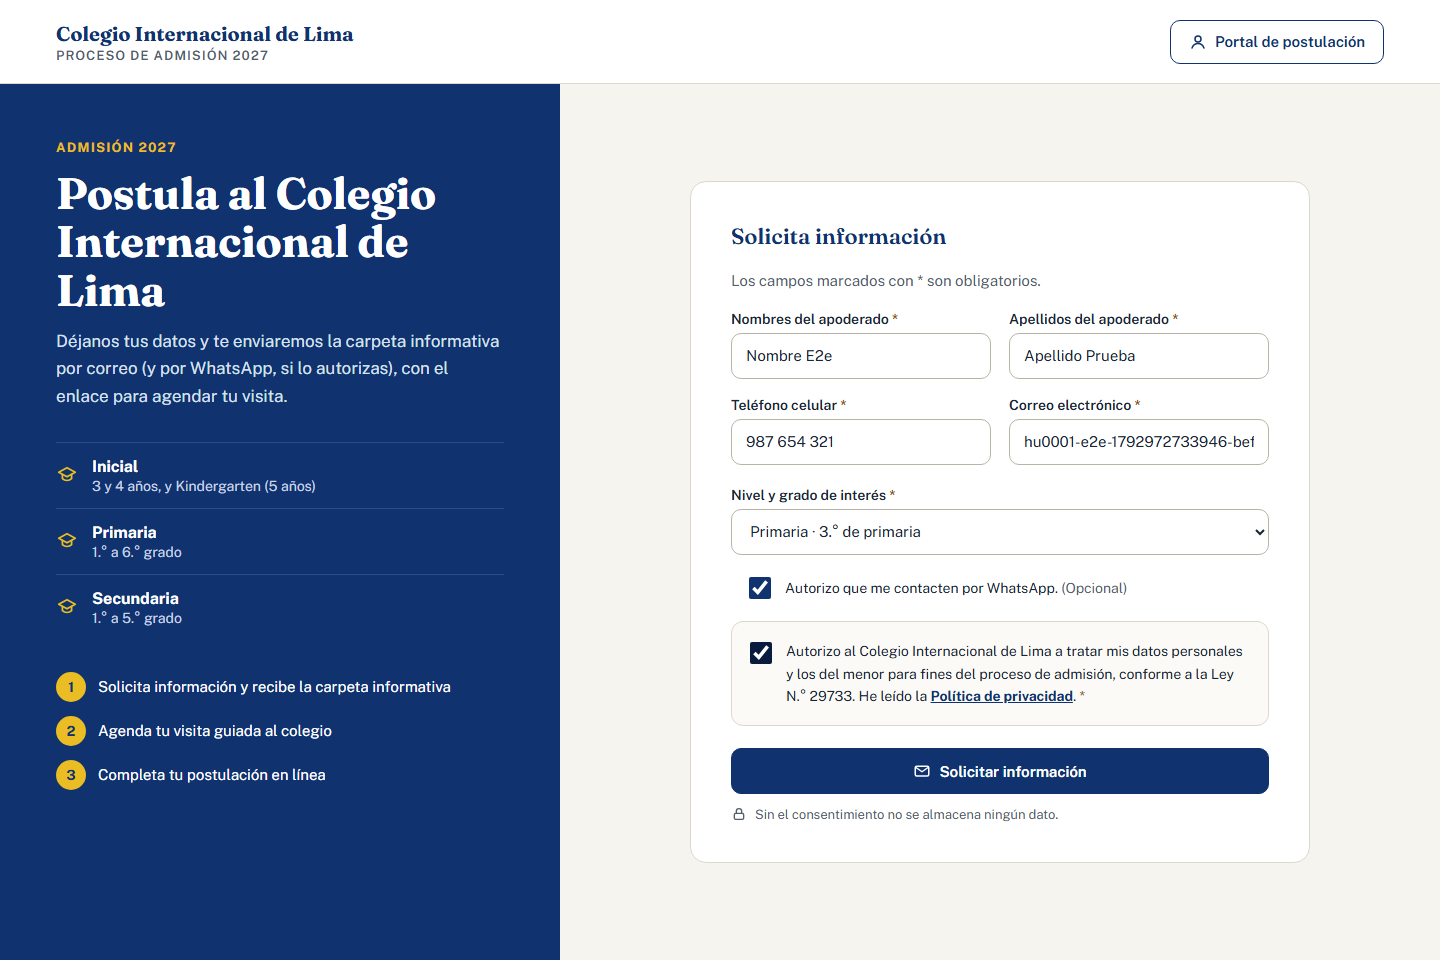 Colegio Internacional de Lima
PROCESO DE ADMISIÓN 2027
Portal de postulación
ADMISIÓN 2027
Postula al Colegio
Internacional de
Lima
Déjanos tus datos y te enviaremos la carpeta informativa
por correo (y por WhatsApp, si lo autorizas), con el
enlace para agendar tu visita.
Inicial
3 y 4 años, y Kindergarten (5 años)
Primaria
1.° a 6.° grado
Secundaria
1.° a 5.° grado
1 Solicita información y recibe la carpeta informativa
2 Agenda tu visita guiada al colegio
3 Completa tu postulación en línea
Solicita información
Los campos marcados con * son obligatorios.
Nombres del apoderado *
Nombre E2e
Apellidos del apoderado *
Apellido Prueba
Teléfono celular *
987 654 321
Correo electrónico *
hu0001-e2e-1792972733946-bef
Nivel y grado de interés *
Primaria · 3.° de primaria
Autorizo que me contacten por WhatsApp. (Opcional)
Autorizo al Colegio Internacional de Lima a tratar mis datos personales
y los del menor para fines del proceso de admisión, conforme a la Ley
N.° 29733. He leído la Política de privacidad. *
Solicitar información
Sin el consentimiento no se almacena ningún dato.